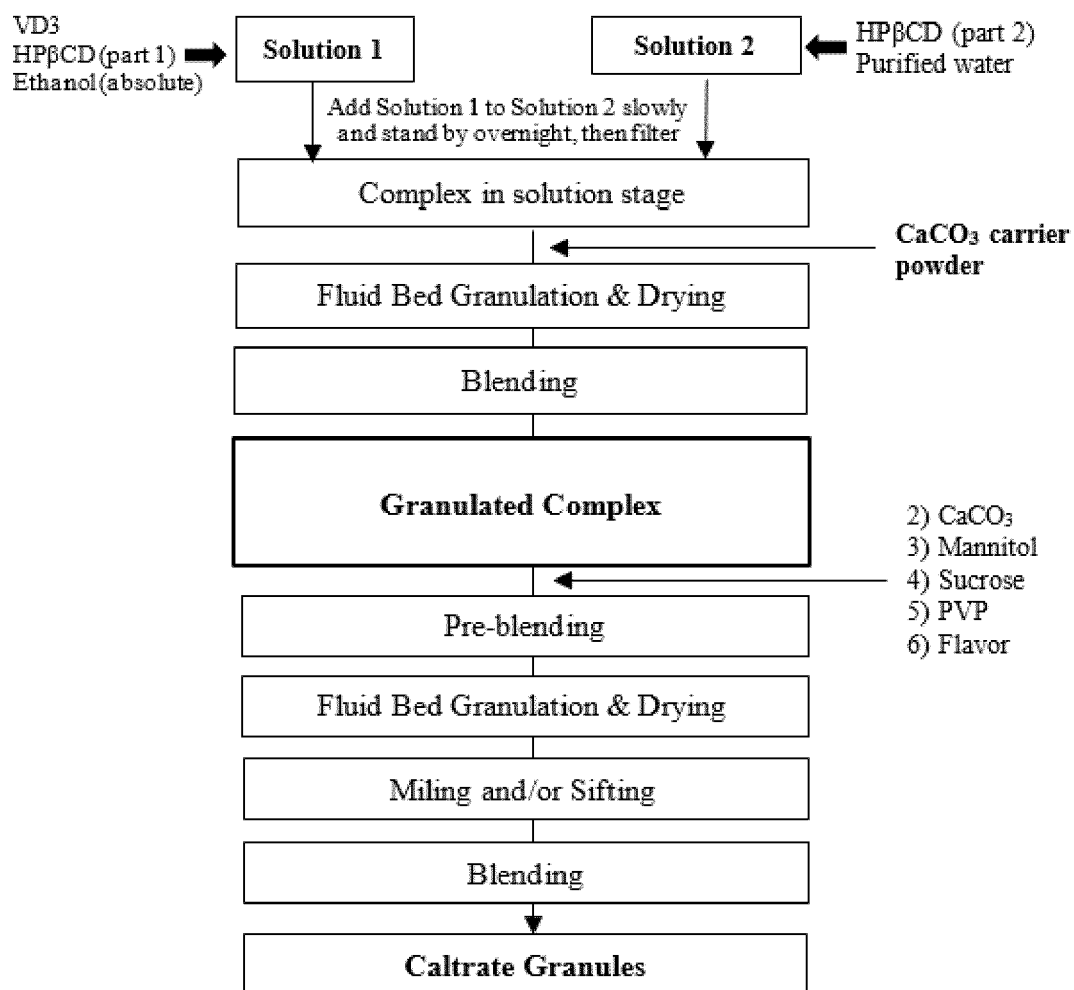 VD3
HPβCD (part 1)
Ethanol (absolute)
Solution 1
Solution 2
HPβCD (part 2)
Purified water
Add Solution 1 to Solution 2 slowly
and stand by overnight, then filter
Complex in solution stage
CaCO₃ carrier
powder
Fluid Bed Granulation & Drying
Blending
Granulated Complex
2) CaCO₃
3) Mannitol
4) Sucrose
5) PVP
6) Flavor
Pre-blending
Fluid Bed Granulation & Drying
Miling and/or Sifting
Blending
Caltrate Granules